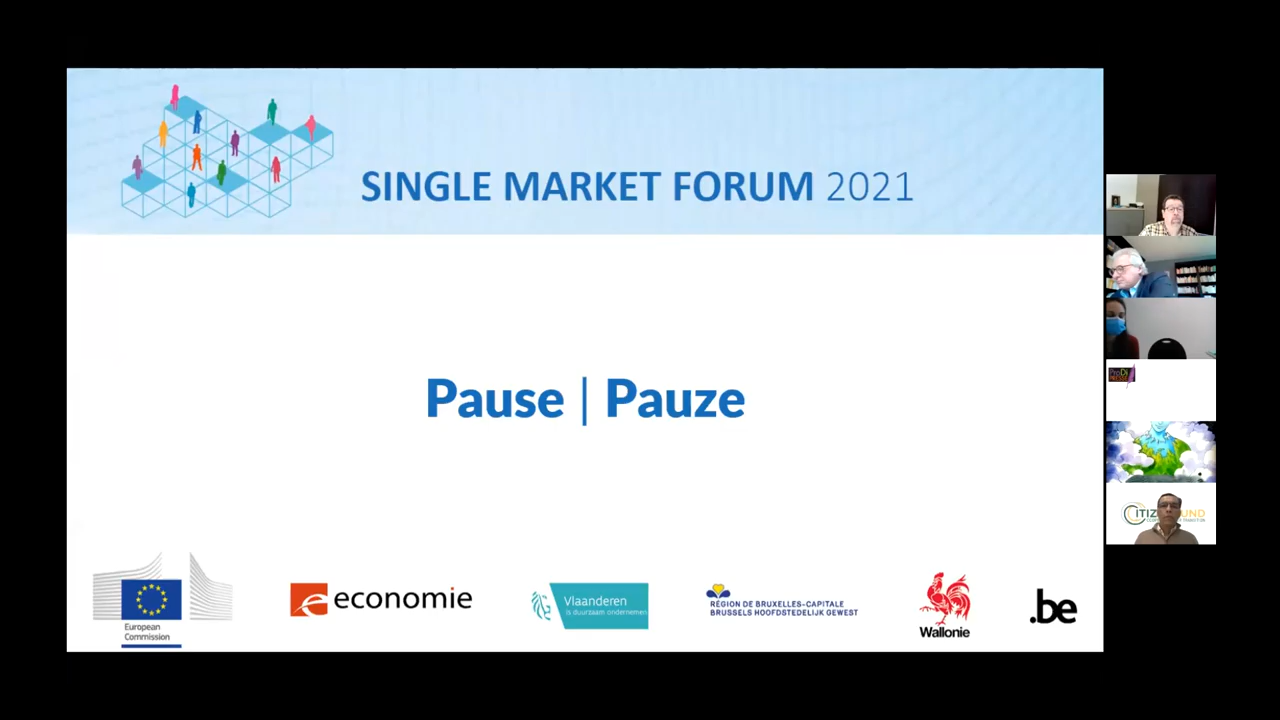 SINGLE MARKET FORUM 2021
Pause | Pauze
European
Commission
economie
Vlaanderen
is duurzaam ondernemen
RÉGION DE BRUXELLES-CAPITALE
BRUSSELS HOOFDSTEDELIJK GEWEST
Wallonie
.be